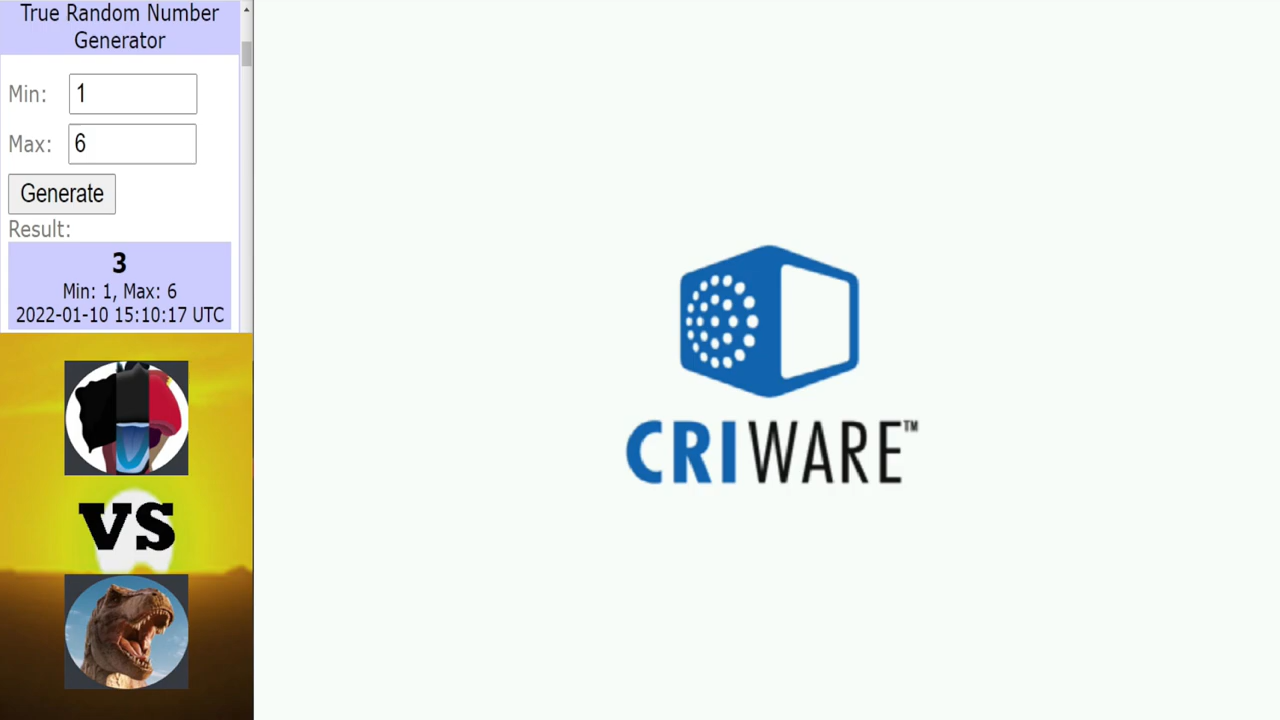 True Random Number
Generator
Min: 1
Max: 6
Generate
Result:
3
Min: 1, Max: 6
2022-01-10 15:10:17 UTC
VS
CRIWARE™